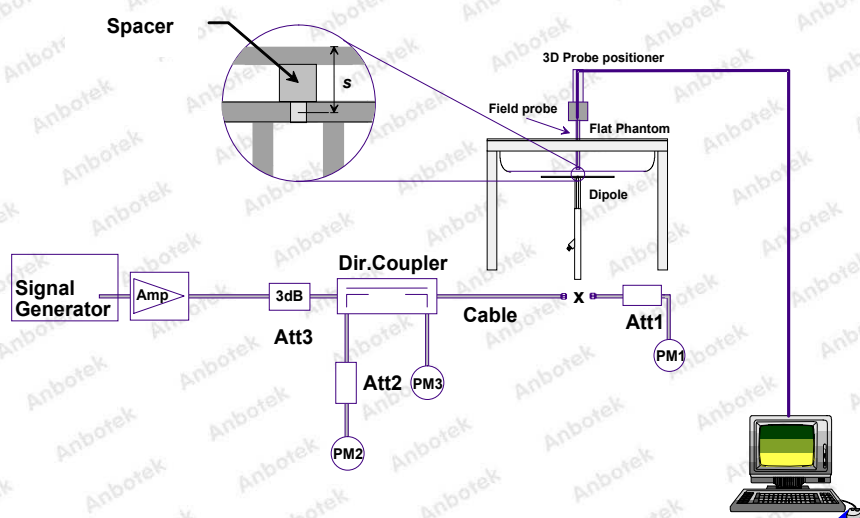 Spacer
s
3D Probe positioner
Field probe
Flat Phantom
Dipole
Dir.Coupler
Signal
Generator
Amp
3dB
Att3
Cable
x
Att1
PM1
Att2
PM3
PM2
Anbotek